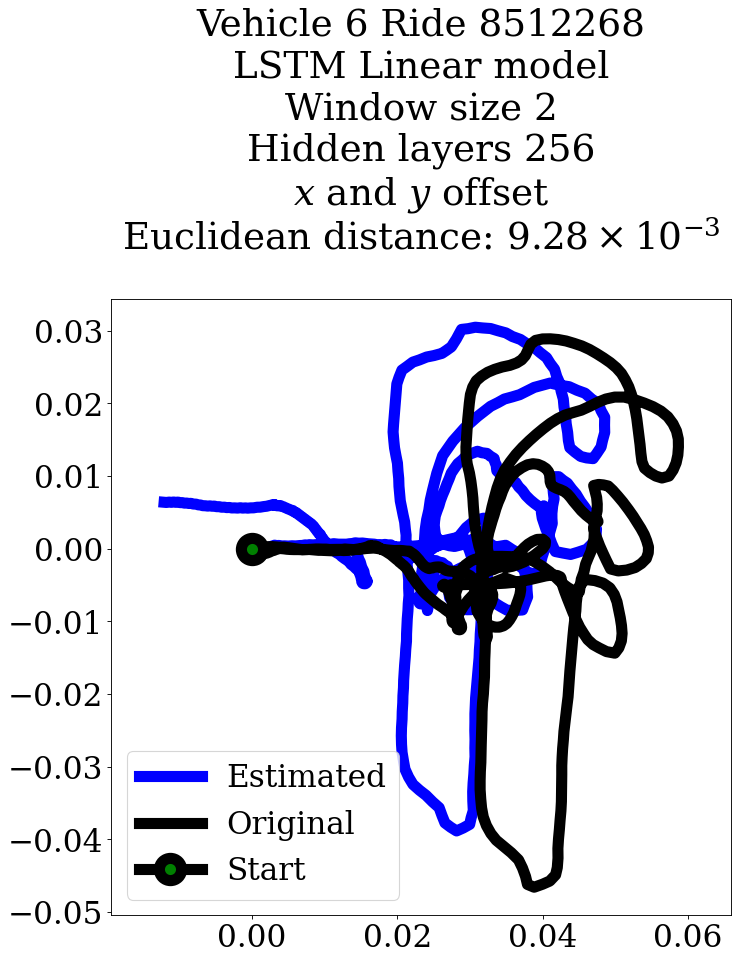 Vehicle 6 Ride 8512268
LSTM Linear model
Window size 2
Hidden layers 256
x and y offset
Euclidean distance: 9.28 × 10⁻³
0.03
0.02
0.01
0.00
−0.01
−0.02
−0.03
−0.04
−0.05
Estimated
Original
Start
0.00 0.02 0.04 0.06